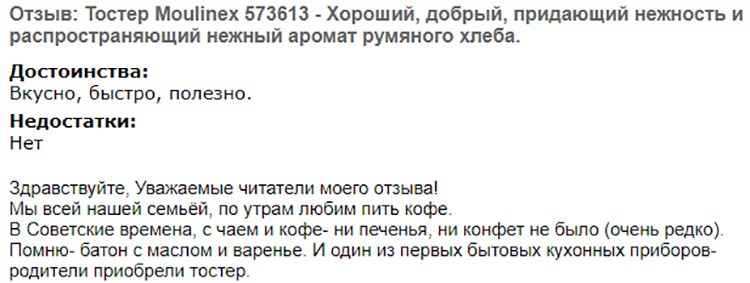 Отзыв: Тостер Moulinex 573613 - Хороший, добрый, придающий нежность и
распространяющий нежный аромат румяного хлеба.
Достоинства:
Вкусно, быстро, полезно.
Недостатки:
Нет
Здравствуйте, Уважаемые читатели моего отзыва!
Мы всей нашей семьёй, по утрам любим пить кофе.
В Советские времена, с чаем и кофе- ни печенья, ни конфет не было (очень редко).
Помню- батон с маслом и варенье. И один из первых бытовых кухонных приборов-
родители приобрели тостер.